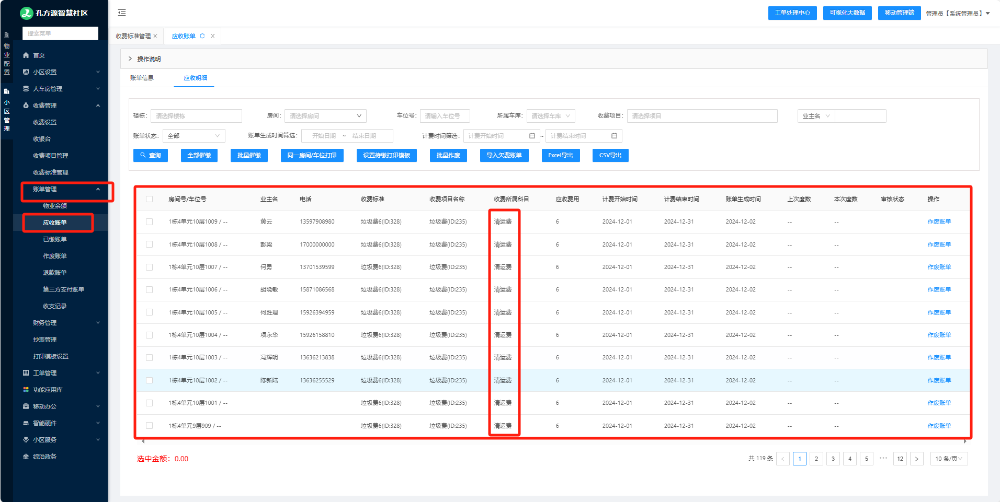 孔方源智慧社区
工单处理中心 可视化大数据 移动管理端 管理员【系统管理员】
搜索菜单
物业配置
小区管理
首页
小区设置
人车房管理
收费管理
收费设置
收银台
收费项目管理
收费标准管理
账单管理
物业余额
应收账单
已缴账单
作废账单
退款账单
第三方支付账单
收支记录
财务管理
抄表管理
打印模板设置
工单管理
功能应用库
移动办公
智能硬件
小区服务
综治政务
收费标准管理 应收账单
操作说明
账单信息 应收明细
楼栋: 请选择楼栋 房间: 请选择房间 车位号: 请输入车位号 所属车库: 请选择车库 收费项目: 请选择项目 业主名
账单状态: 全部 账单生成时间筛选: 开始日期 ~ 结束日期 计费时间筛选: 计费开始时间 ~ 计费结束时间
查询 全部催缴 批量催缴 同一房间/车位打印 设置待缴打印模板 批量作废 导入欠费账单 Excel导出 CSV导出
房间号/车位号 业主名 电话 收费标准 收费项目名称 收费所属科目 应收费用 计费开始时间 计费结束时间 账单生成时间 上次度数 本次度数 审核状态 操作
1栋4单元10层1009 / -- 黄云 13597908980 垃圾费6(ID:328) 垃圾费(ID:235) 清运费 6 2024-12-01 2024-12-31 2024-12-02 -- -- 作废账单
1栋4单元10层1008 / -- 彭梁 17000000000 垃圾费6(ID:328) 垃圾费(ID:235) 清运费 6 2024-12-01 2024-12-31 2024-12-02 -- -- 作废账单
1栋4单元10层1007 / -- 何勇 13701539599 垃圾费6(ID:328) 垃圾费(ID:235) 清运费 6 2024-12-01 2024-12-31 2024-12-02 -- -- 作废账单
1栋4单元10层1006 / -- 胡晓敏 15871086568 垃圾费6(ID:328) 垃圾费(ID:235) 清运费 6 2024-12-01 2024-12-31 2024-12-02 -- -- 作废账单
1栋4单元10层1005 / -- 何胜理 15926394959 垃圾费6(ID:328) 垃圾费(ID:235) 清运费 6 2024-12-01 2024-12-31 2024-12-02 -- -- 作废账单
1栋4单元10层1004 / -- 项永华 15926158810 垃圾费6(ID:328) 垃圾费(ID:235) 清运费 6 2024-12-01 2024-12-31 2024-12-02 -- -- 作废账单
1栋4单元10层1003 / -- 冯辉明 13636213838 垃圾费6(ID:328) 垃圾费(ID:235) 清运费 6 2024-12-01 2024-12-31 2024-12-02 -- -- 作废账单
1栋4单元10层1002 / -- 陈新陆 13636255529 垃圾费6(ID:328) 垃圾费(ID:235) 清运费 6 2024-12-01 2024-12-31 2024-12-02 -- -- 作废账单
1栋4单元10层1001 / -- 垃圾费6(ID:328) 垃圾费(ID:235) 清运费 6 2024-12-01 2024-12-31 2024-12-02 -- -- 作废账单
1栋4单元9层909 / -- 垃圾费6(ID:328) 垃圾费(ID:235) 清运费 6 2024-12-01 2024-12-31 2024-12-02 -- -- 作废账单
选中金额：0.00
共 119 条 < 1 2 3 4 5 ••• 12 > 10 条/页